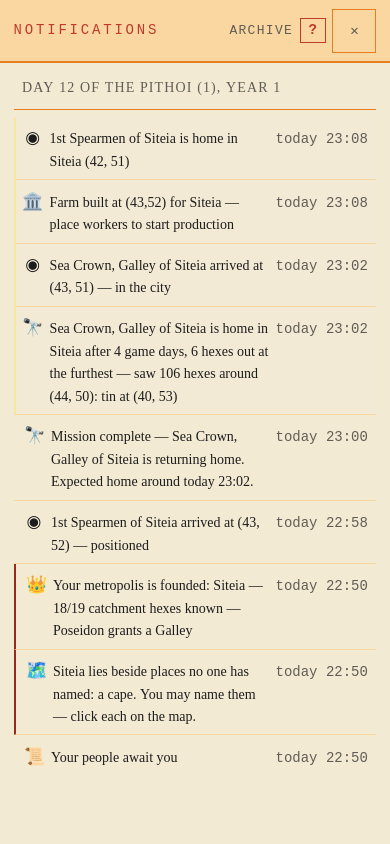 NOTIFICATIONS ARCHIVE ? ×
DAY 12 OF THE PITHOI (1), YEAR 1
1st Spearmen of Siteia is home in today 23:08
Siteia (42, 51)
Farm built at (43,52) for Siteia — today 23:08
place workers to start production
Sea Crown, Galley of Siteia arrived at today 23:02
(43, 51) — in the city
Sea Crown, Galley of Siteia is home in today 23:02
Siteia after 4 game days, 6 hexes out at
the furthest — saw 106 hexes around
(44, 50): tin at (40, 53)
Mission complete — Sea Crown, today 23:00
Galley of Siteia is returning home.
Expected home around today 23:02.
1st Spearmen of Siteia arrived at (43, today 22:58
52) — positioned
Your metropolis is founded: Siteia — today 22:50
18/19 catchment hexes known —
Poseidon grants a Galley
Siteia lies beside places no one has today 22:50
named: a cape. You may name them
— click each on the map.
Your people await you today 22:50